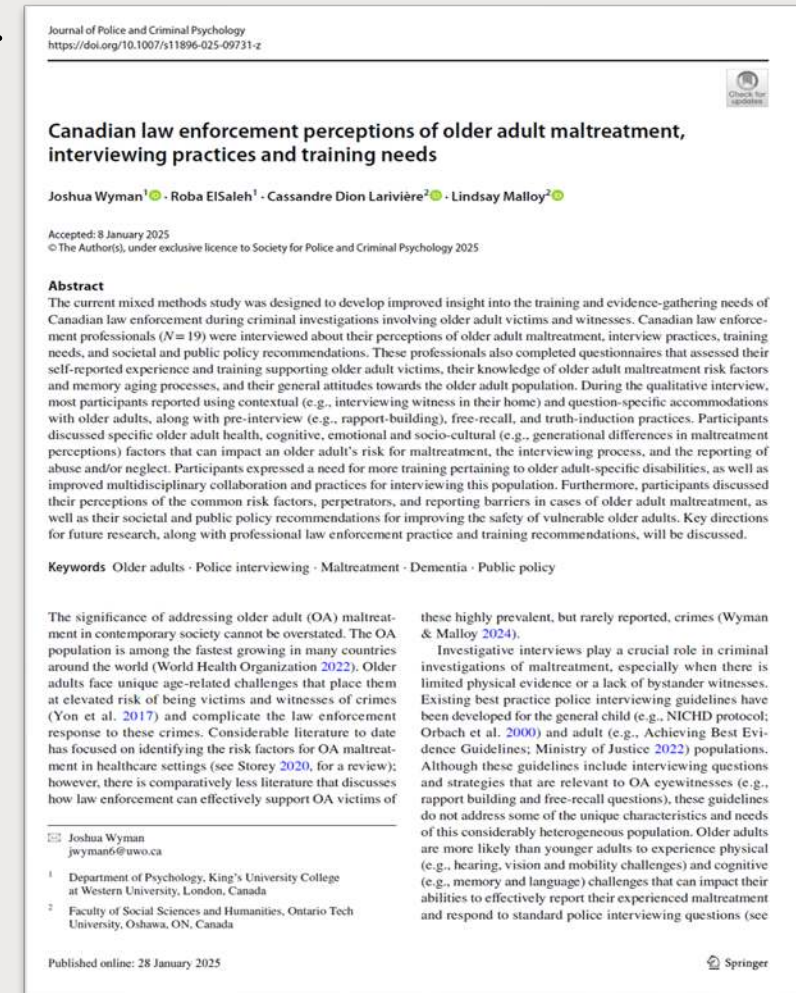 Journal of Police and Criminal Psychology
https://doi.org/10.1007/s11896-025-09731-z
Check for
updates
Canadian law enforcement perceptions of older adult maltreatment,
interviewing practices and training needs
Joshua Wyman¹ · Roba ElSaleh¹ · Cassandre Dion Larivière² · Lindsay Malloy²
Accepted: 8 January 2025
© The Author(s), under exclusive licence to Society for Police and Criminal Psychology 2025
Abstract
The current mixed methods study was designed to develop improved insight into the training and evidence-gathering needs of
Canadian law enforcement during criminal investigations involving older adult victims and witnesses. Canadian law enforce-
ment professionals (N = 19) were interviewed about their perceptions of older adult maltreatment, interview practices, training
needs, and societal and public policy recommendations. These professionals also completed questionnaires that assessed their
self-reported experience and training supporting older adult victims, their knowledge of older adult maltreatment risk factors
and memory aging processes, and their general attitudes towards the older adult population. During the qualitative interview,
most participants reported using contextual (e.g., interviewing witness in their home) and question-specific accommodations
with older adults, along with pre-interview (e.g., rapport-building), free-recall, and truth-induction practices. Participants
discussed specific older adult health, cognitive, emotional and socio-cultural (e.g., generational differences in maltreatment
perceptions) factors that can impact an older adult's risk for maltreatment, the interviewing process, and the reporting of
abuse and/or neglect. Participants expressed a need for more training pertaining to older adult-specific disabilities, as well as
improved multidisciplinary collaboration and practices for interviewing this population. Furthermore, participants discussed
their perceptions of the common risk factors, perpetrators, and reporting barriers in cases of older adult maltreatment, as
well as their societal and public policy recommendations for improving the safety of vulnerable older adults. Key directions
for future research, along with professional law enforcement practice and training recommendations, will be discussed.
Keywords Older adults · Police interviewing · Maltreatment · Dementia · Public policy
The significance of addressing older adult (OA) maltreat-
ment in contemporary society cannot be overstated. The OA
population is among the fastest growing in many countries
around the world (World Health Organization 2022). Older
adults face unique age-related challenges that place them
at elevated risk of being victims and witnesses of crimes
(Yon et al. 2017) and complicate the law enforcement
response to these crimes. Considerable literature to date
has focused on identifying the risk factors for OA maltreat-
ment in healthcare settings (see Storey 2020, for a review);
however, there is comparatively less literature that discusses
how law enforcement can effectively support OA victims of
Joshua Wyman
jwyman6@uwo.ca
1 Department of Psychology, King's University College
at Western University, London, Canada
2 Faculty of Social Sciences and Humanities, Ontario Tech
University, Oshawa, ON, Canada
these highly prevalent, but rarely reported, crimes (Wyman
& Malloy 2024).
Investigative interviews play a crucial role in criminal
investigations of maltreatment, especially when there is
limited physical evidence or a lack of bystander witnesses.
Existing best practice police interviewing guidelines have
been developed for the general child (e.g., NICHD protocol;
Orbach et al. 2000) and adult (e.g., Achieving Best Evi-
dence Guidelines; Ministry of Justice 2022) populations.
Although these guidelines include interviewing questions
and strategies that are relevant to OA eyewitnesses (e.g.,
rapport building and free-recall questions), these guidelines
do not address some of the unique characteristics and needs
of this considerably heterogeneous population. Older adults
are more likely than younger adults to experience physical
(e.g., hearing, vision and mobility challenges) and cognitive
(e.g., memory and language) challenges that can impact their
abilities to effectively report their experienced maltreatment
and respond to standard police interviewing questions (see
Published online: 28 January 2025
Springer